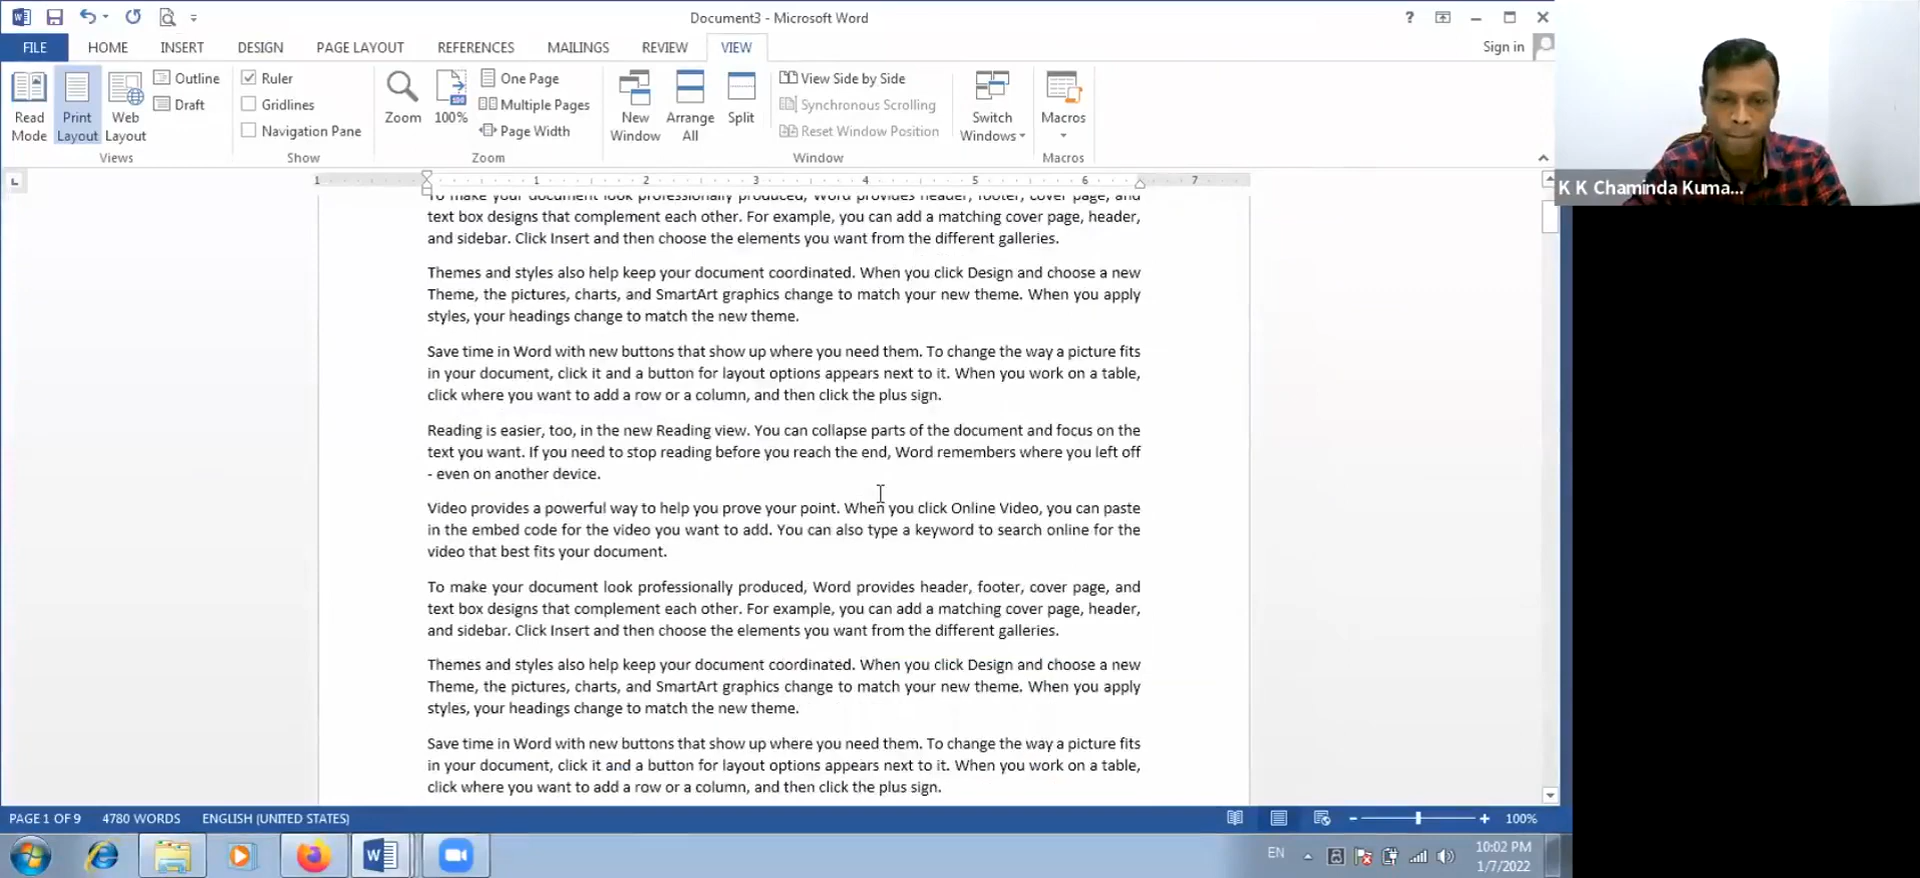 Document3 - Microsoft Word
?
FILE HOME INSERT DESIGN PAGE LAYOUT REFERENCES MAILINGS REVIEW VIEW Sign in
Read Mode
Print Layout
Web Layout
Outline
Draft
Views
Ruler
Gridlines
Navigation Pane
Show
Zoom
100%
One Page
Multiple Pages
Page Width
Zoom
New Window
Arrange All
Split
View Side by Side
Synchronous Scrolling
Reset Window Position
Window
Switch Windows
Macros
Macros
K K Chaminda Kuma...
1 1 2 3 4 5 6 7
To make your document look professionally produced, Word provides header, footer, cover page, and
text box designs that complement each other. For example, you can add a matching cover page, header,
and sidebar. Click Insert and then choose the elements you want from the different galleries.
Themes and styles also help keep your document coordinated. When you click Design and choose a new
Theme, the pictures, charts, and SmartArt graphics change to match your new theme. When you apply
styles, your headings change to match the new theme.
Save time in Word with new buttons that show up where you need them. To change the way a picture fits
in your document, click it and a button for layout options appears next to it. When you work on a table,
click where you want to add a row or a column, and then click the plus sign.
Reading is easier, too, in the new Reading view. You can collapse parts of the document and focus on the
text you want. If you need to stop reading before you reach the end, Word remembers where you left off
- even on another device.
Video provides a powerful way to help you prove your point. When you click Online Video, you can paste
in the embed code for the video you want to add. You can also type a keyword to search online for the
video that best fits your document.
To make your document look professionally produced, Word provides header, footer, cover page, and
text box designs that complement each other. For example, you can add a matching cover page, header,
and sidebar. Click Insert and then choose the elements you want from the different galleries.
Themes and styles also help keep your document coordinated. When you click Design and choose a new
Theme, the pictures, charts, and SmartArt graphics change to match your new theme. When you apply
styles, your headings change to match the new theme.
Save time in Word with new buttons that show up where you need them. To change the way a picture fits
in your document, click it and a button for layout options appears next to it. When you work on a table,
click where you want to add a row or a column, and then click the plus sign.
PAGE 1 OF 9 4780 WORDS ENGLISH (UNITED STATES) 100%
EN
10:02 PM
1/7/2022